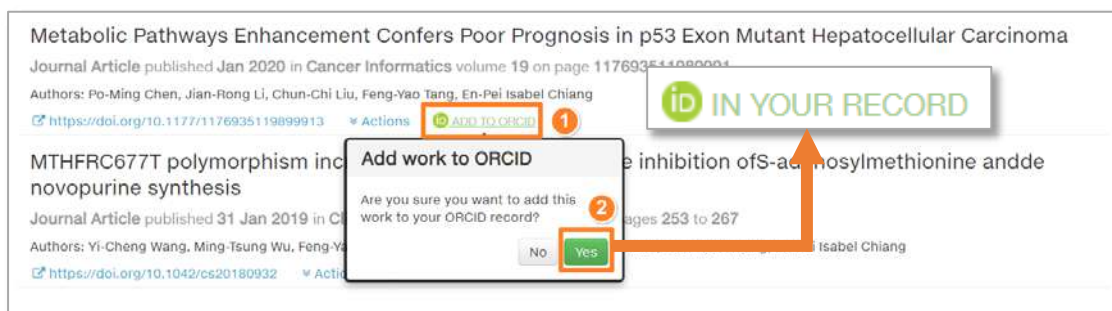 Metabolic Pathways Enhancement Confers Poor Prognosis in p53 Exon Mutant Hepatocellular Carcinoma
Journal Article published Jan 2020 in Cancer Informatics volume 19 on page
Authors: Po-Ming Chen, Jian-Rong Li, Chun-Chi Liu, Feng-Yao Tang, En-Pei Isabel Chiang
https://doi.org/10.1177/1176935119899913 Actions iD ADD TO ORCID 1
iD IN YOUR RECORD
Add work to ORCID
Are you sure you want to add this
work to your ORCID record? 2
No Yes
MTHFRC677T polymorphism inhibition ofS- andde
novopurine synthesis
Journal Article published 31 Jan 2019 in 253 to 267
Authors: Yi-Cheng Wang, Ming-Tsung Wu, Isabel Chiang
https://doi.org/10.1042/cs20180932